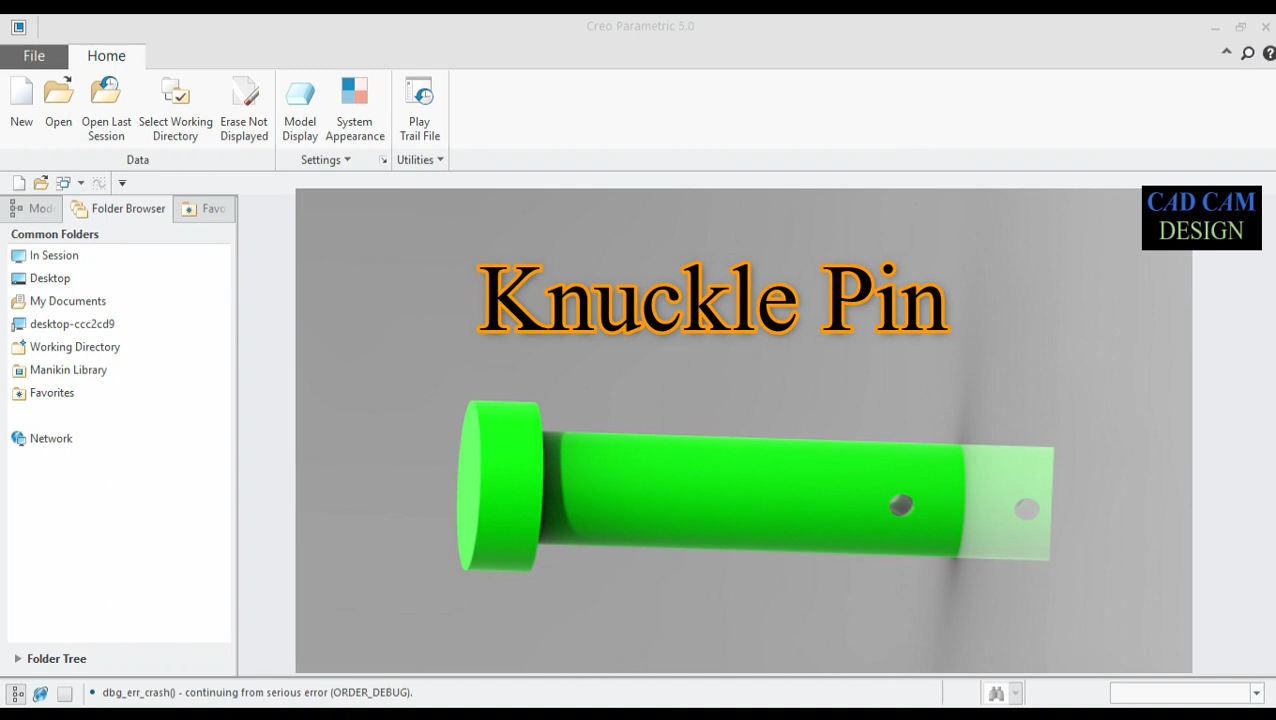 Creo Parametric 5.0
File
Home
New
Open
Open Last
Session
Select Working
Directory
Erase Not
Displayed
Model
Display
System
Appearance
Play
Trail File
Data
Settings
Utilities
Mod
Folder Browser
Favo
Common Folders
In Session
Desktop
My Documents
desktop-ccc2cd9
Working Directory
Manikin Library
Favorites
Network
Folder Tree
CAD CAM
DESIGN
Knuckle Pin
dbg_err_crash() - continuing from serious error (ORDER_DEBUG).